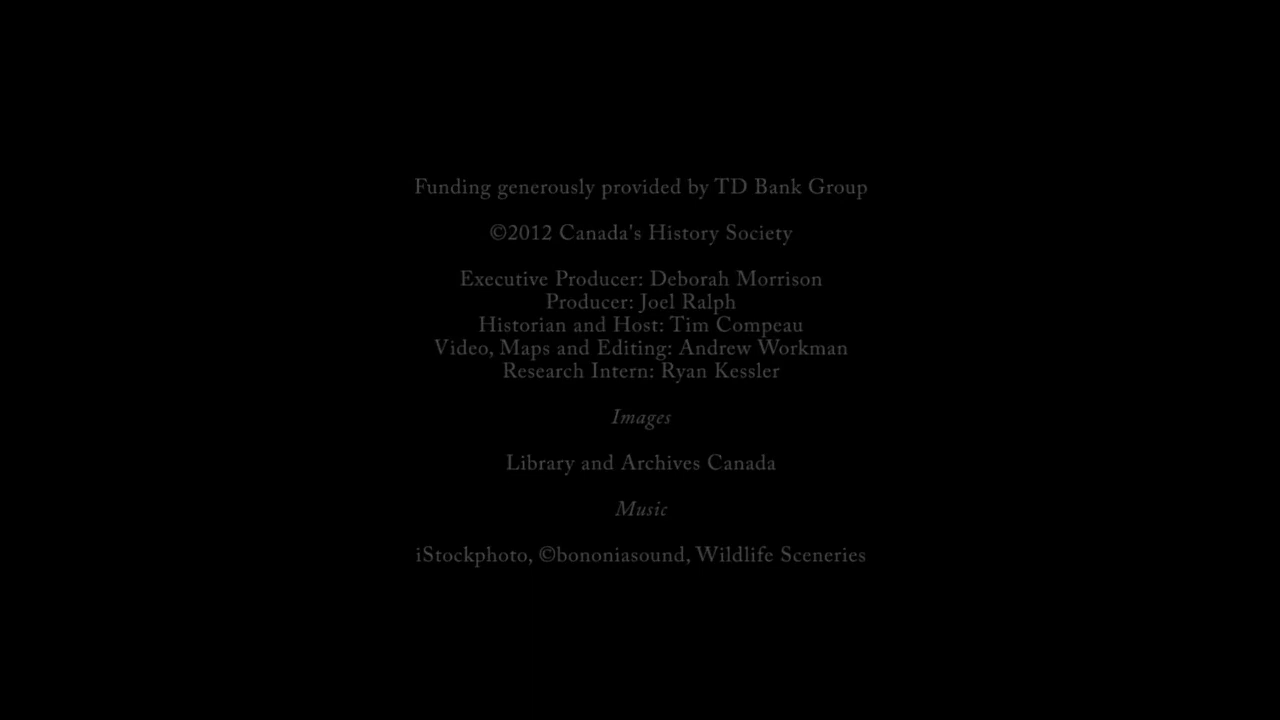 Funding generously provided by TD Bank Group
©2012 Canada's History Society
Executive Producer: Deborah Morrison
Producer: Joel Ralph
Historian and Host: Tim Compeau
Video, Maps and Editing: Andrew Workman
Research Intern: Ryan Kessler
Images
Library and Archives Canada
Music
iStockphoto, ©bononiasound, Wildlife Sceneries